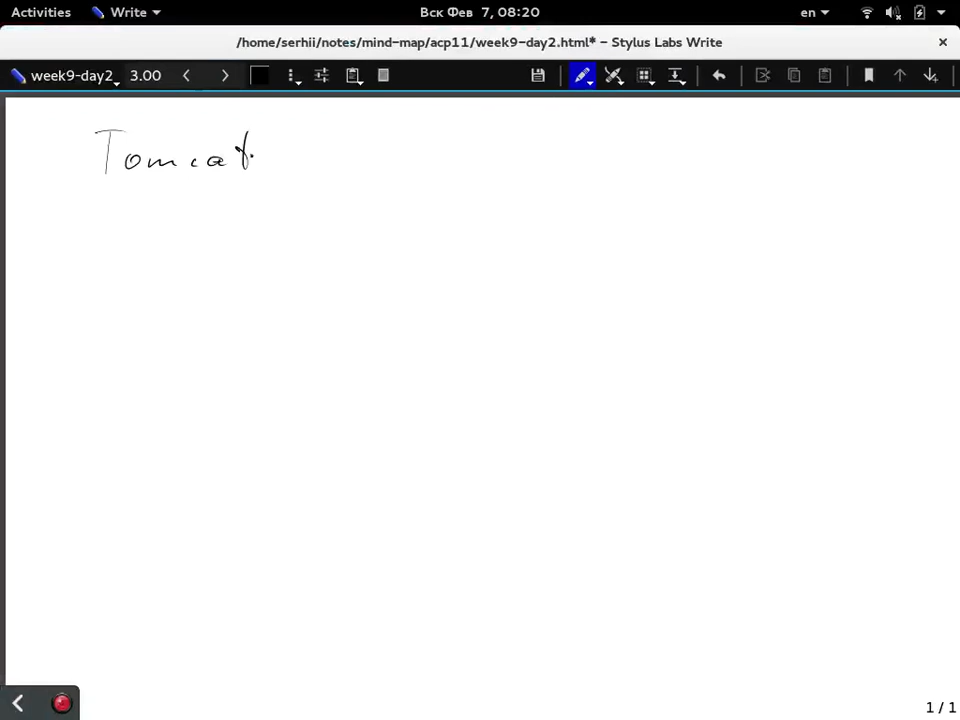 Activities Write Вск Фев 7, 08:20 en
/home/serhii/notes/mind-map/acp11/week9-day2.html* – Stylus Labs Write
week9-day2 3.00
Tomcat
1 / 1